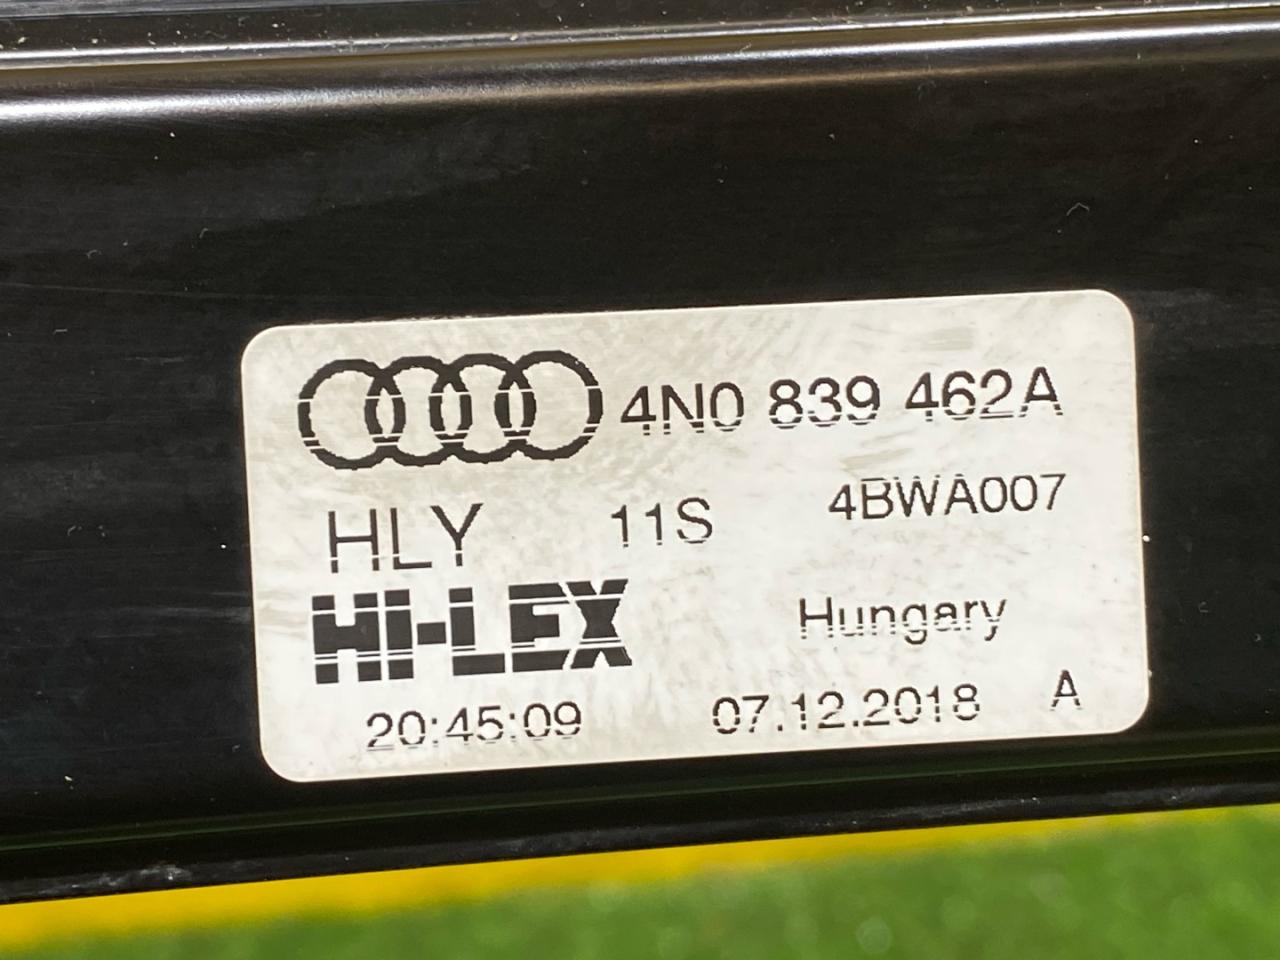 4N0 839 462A
HLY 11S 4BWA007
HI-LEX Hungary
20:45:09 07.12.2018 A